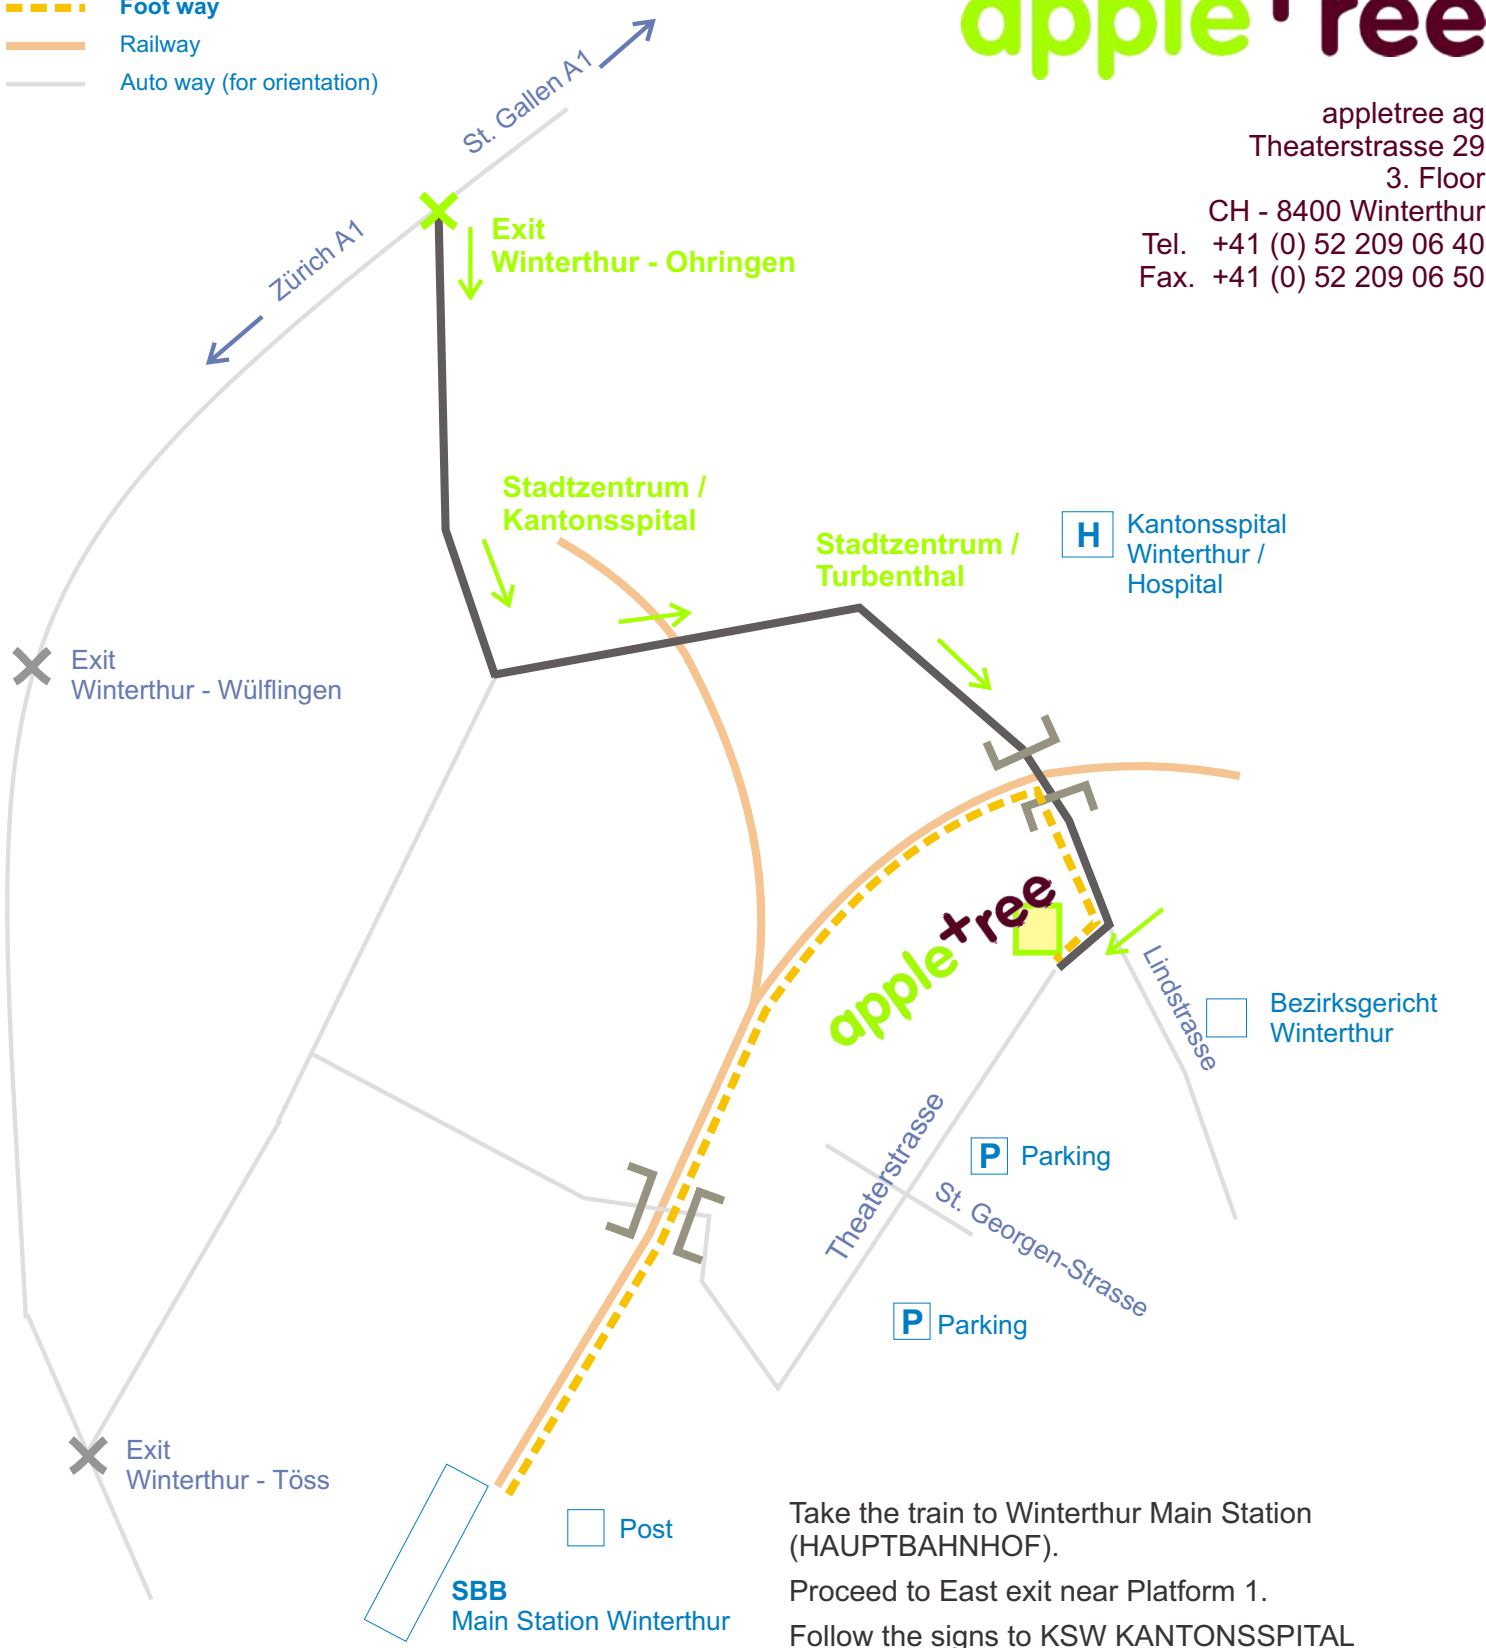 Foot way
Railway
Auto way (for orientation)
apple+ree
appletree ag
Theaterstrasse 29
3. Floor
CH - 8400 Winterthur
Tel. +41 (0) 52 209 06 40
Fax. +41 (0) 52 209 06 50
St. Gallen A1
Zürich A1
Exit
Winterthur - Ohringen
Stadtzentrum /
Kantonsspital
Stadtzentrum /
Turbenthal
H
Kantonsspital
Winterthur /
Hospital
Exit
Winterthur - Wülflingen
apple+ree
Lindstrasse
Bezirksgericht
Winterthur
Theaterstrasse
P Parking
St. Georgen-Strasse
P Parking
Exit
Winterthur - Töss
Post
SBB
Main Station Winterthur
Take the train to Winterthur Main Station
(HAUPTBAHNHOF).
Proceed to East exit near Platform 1.
Follow the signs to KSW KANTONSSPITAL